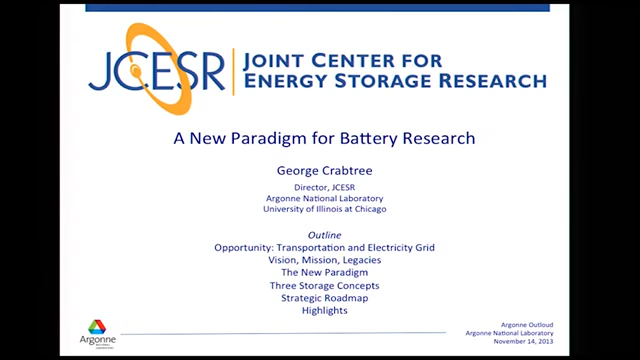 JCESR
JOINT CENTER FOR
ENERGY STORAGE RESEARCH
A New Paradigm for Battery Research
George Crabtree
Director, JCESR
Argonne National Laboratory
University of Illinois at Chicago
Outline
Opportunity: Transportation and Electricity Grid
Vision, Mission, Legacies
The New Paradigm
Three Storage Concepts
Strategic Roadmap
Highlights
Argonne Outloud
Argonne National Laboratory
November 14, 2013
Argonne